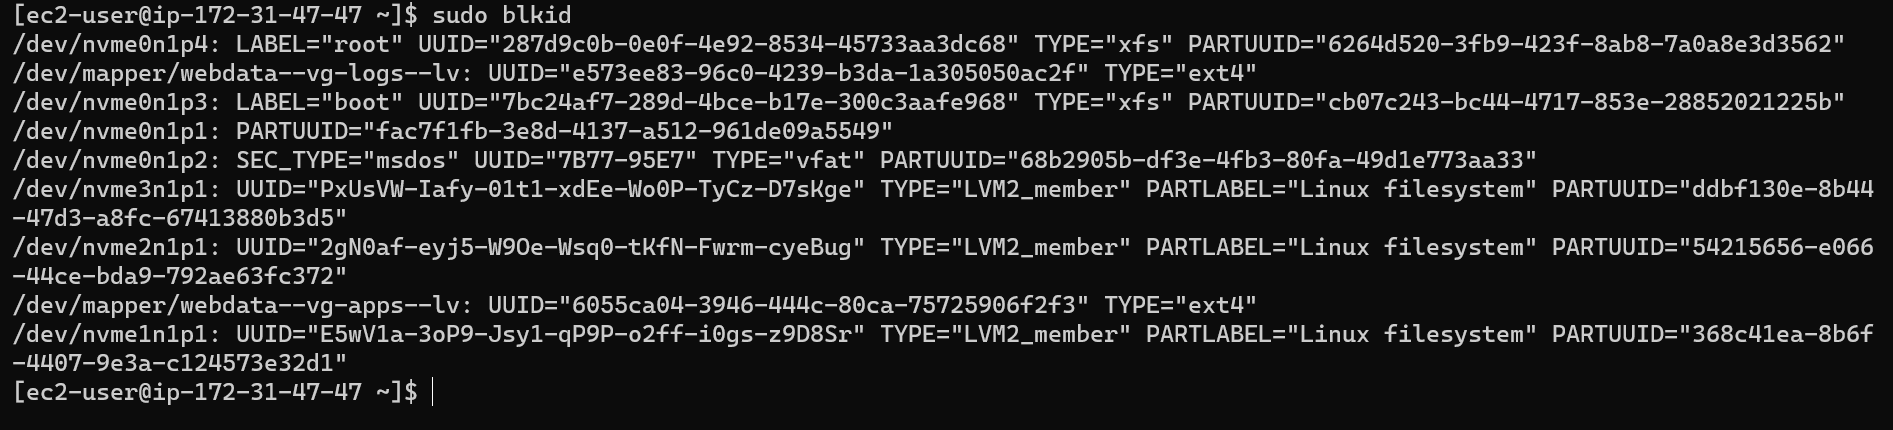 [ec2-user@ip-172-31-47-47 ~]$ sudo blkid
/dev/nvme0n1p4: LABEL="root" UUID="287d9c0b-0e0f-4e92-8534-45733aa3dc68" TYPE="xfs" PARTUUID="6264d520-3fb9-423f-8ab8-7a0a8e3d3562"
/dev/mapper/webdata--vg-logs--lv: UUID="e573ee83-96c0-4239-b3da-1a305050ac2f" TYPE="ext4"
/dev/nvme0n1p3: LABEL="boot" UUID="7bc24af7-289d-4bce-b17e-300c3aafe968" TYPE="xfs" PARTUUID="cb07c243-bc44-4717-853e-28852021225b"
/dev/nvme0n1p1: PARTUUID="fac7f1fb-3e8d-4137-a512-961de09a5549"
/dev/nvme0n1p2: SEC_TYPE="msdos" UUID="7B77-95E7" TYPE="vfat" PARTUUID="68b2905b-df3e-4fb3-80fa-49d1e773aa33"
/dev/nvme3n1p1: UUID="PxUsVW-Iafy-01t1-xdEe-Wo0P-TyCz-D7sKge" TYPE="LVM2_member" PARTLABEL="Linux filesystem" PARTUUID="ddbf130e-8b44
-47d3-a8fc-67413880b3d5"
/dev/nvme2n1p1: UUID="2gN0af-eyj5-W9Oe-Wsq0-tKfN-Fwrm-cyeBug" TYPE="LVM2_member" PARTLABEL="Linux filesystem" PARTUUID="54215656-e066
-44ce-bda9-792ae63fc372"
/dev/mapper/webdata--vg-apps--lv: UUID="6055ca04-3946-444c-80ca-75725906f2f3" TYPE="ext4"
/dev/nvme1n1p1: UUID="E5wV1a-3oP9-Jsy1-qP9P-o2ff-i0gs-z9D8Sr" TYPE="LVM2_member" PARTLABEL="Linux filesystem" PARTUUID="368c41ea-8b6f
-4407-9e3a-c124573e32d1"
[ec2-user@ip-172-31-47-47 ~]$